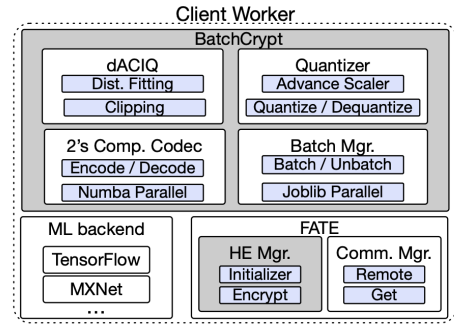 Client Worker
BatchCrypt
dACIQ
Dist. Fitting
Clipping
Quantizer
Advance Scaler
Quantize / Dequantize
2's Comp. Codec
Encode / Decode
Numba Parallel
Batch Mgr.
Batch / Unbatch
Joblib Parallel
ML backend
TensorFlow
MXNet
...
FATE
HE Mgr.
Initializer
Encrypt
Comm. Mgr.
Remote
Get